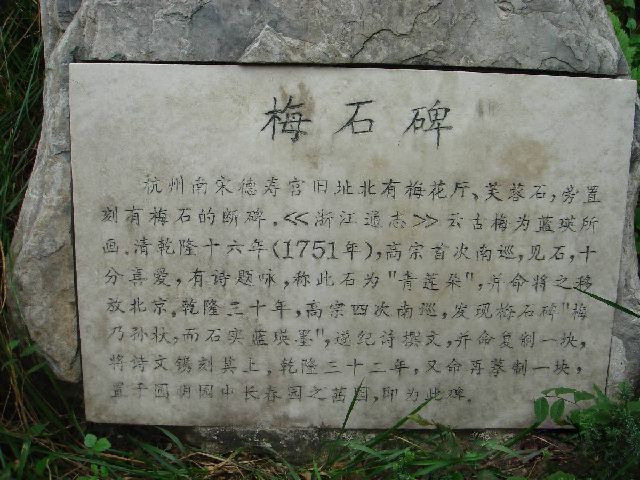 梅石碑
杭州南宋德寿宫旧址北有梅花厅、芙蓉石，旁置
刻有梅石的断碑。《浙江通志》云古梅为蓝瑛所
画。清乾隆十六年(1751年)，高宗首次南巡，见石，十
分喜爱，有诗题咏，称此石为"青莲朵"，并命将之移
放北京。乾隆三十年，高宗四次南巡，发现梅石碑"梅
乃孙杕，而石实蓝瑛墨"，遂纪诗撰文，并命复制一块，
将诗文镌刻其上。乾隆三十二年，又命再摹制一块，
置于圆明园中长春园之茜园，即为此碑。